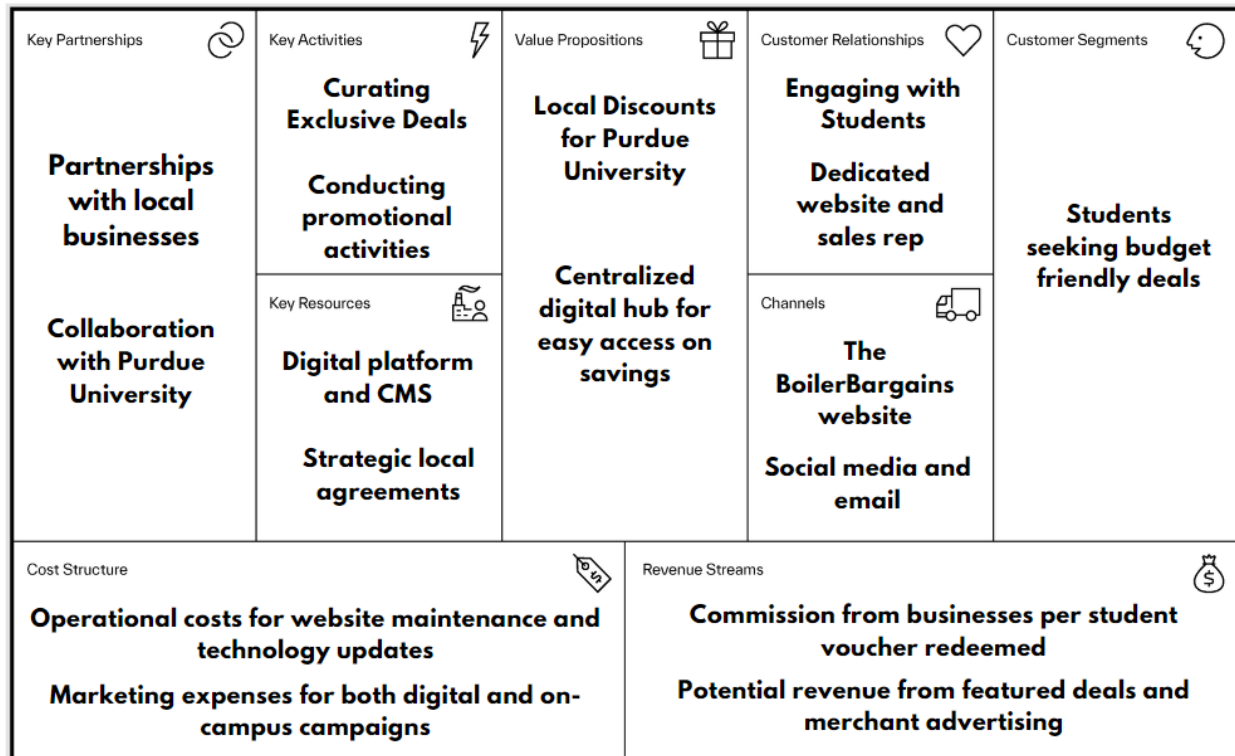 Key Partnerships
Partnerships
with local
businesses
Collaboration
with Purdue
University
Key Activities
Curating
Exclusive Deals
Conducting
promotional
activities
Key Resources
Digital platform
and CMS
Strategic local
agreements
Value Propositions
Local Discounts
for Purdue
University
Centralized
digital hub for
easy access on
savings
Customer Relationships
Engaging with
Students
Dedicated
website and
sales rep
Channels
The
BoilerBargains
website
Social media and
email
Customer Segments
Students
seeking budget
friendly deals
Cost Structure
$
Operational costs for website maintenance and
technology updates
Marketing expenses for both digital and on-
campus campaigns
Revenue Streams
$
Commission from businesses per student
voucher redeemed
Potential revenue from featured deals and
merchant advertising